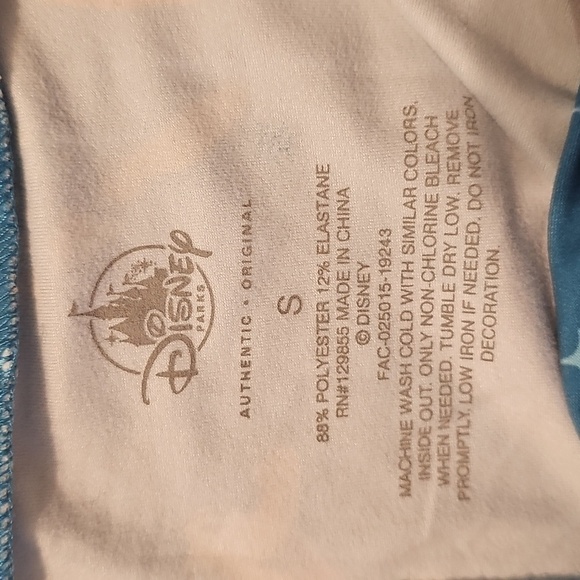 Disney
PARKS
AUTHENTIC • ORIGINAL
S
88% POLYESTER 12% ELASTANE
RN#129855 MADE IN CHINA
© DISNEY
FAC-025015-19243
MACHINE WASH COLD WITH SIMILAR COLORS,
INSIDE OUT. ONLY NON-CHLORINE BLEACH
WHEN NEEDED. TUMBLE DRY LOW. REMOVE
PROMPTLY. LOW IRON IF NEEDED. DO NOT IRON
DECORATION.